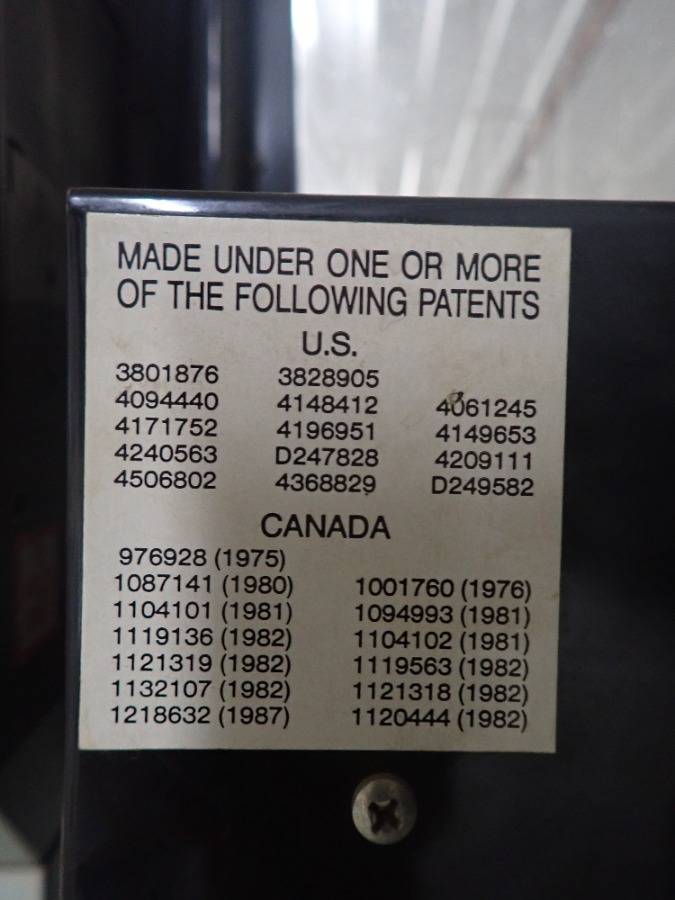 MADE UNDER ONE OR MORE
OF THE FOLLOWING PATENTS
U.S.
3801876 3828905
4094440 4148412 4061245
4171752 4196951 4149653
4240563 D247828 4209111
4506802 4368829 D249582
CANADA
976928 (1975)
1087141 (1980) 1001760 (1976)
1104101 (1981) 1094993 (1981)
1119136 (1982) 1104102 (1981)
1121319 (1982) 1119563 (1982)
1132107 (1982) 1121318 (1982)
1218632 (1987) 1120444 (1982)